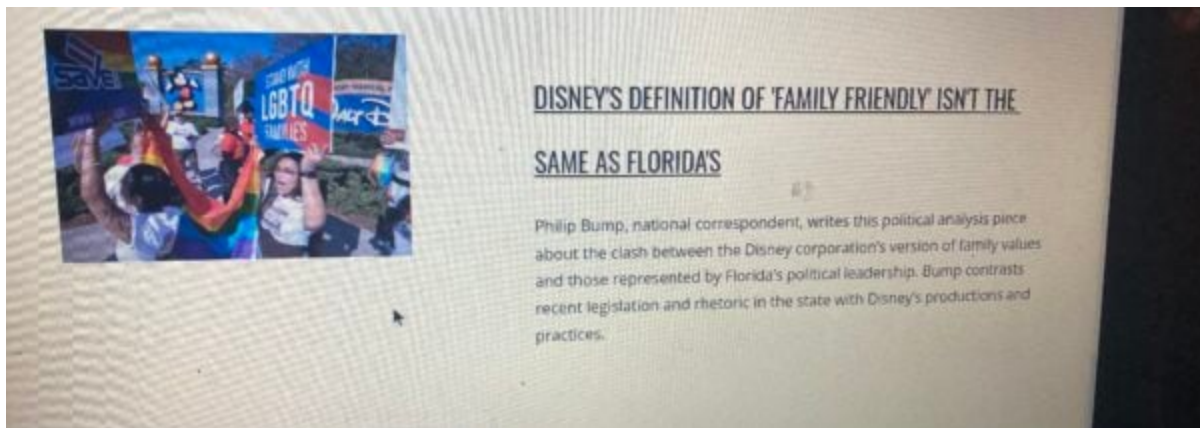 save
STAND WITH
LGBTQ
FAMILIES
DISNEY'S DEFINITION OF 'FAMILY FRIENDLY' ISN'T THE
SAME AS FLORIDA'S
Philip Bump, national correspondent, writes this political analysis piece
about the clash between the Disney corporation's version of family values
and those represented by Florida's political leadership. Bump contrasts
recent legislation and rhetoric in the state with Disney's productions and
practices.